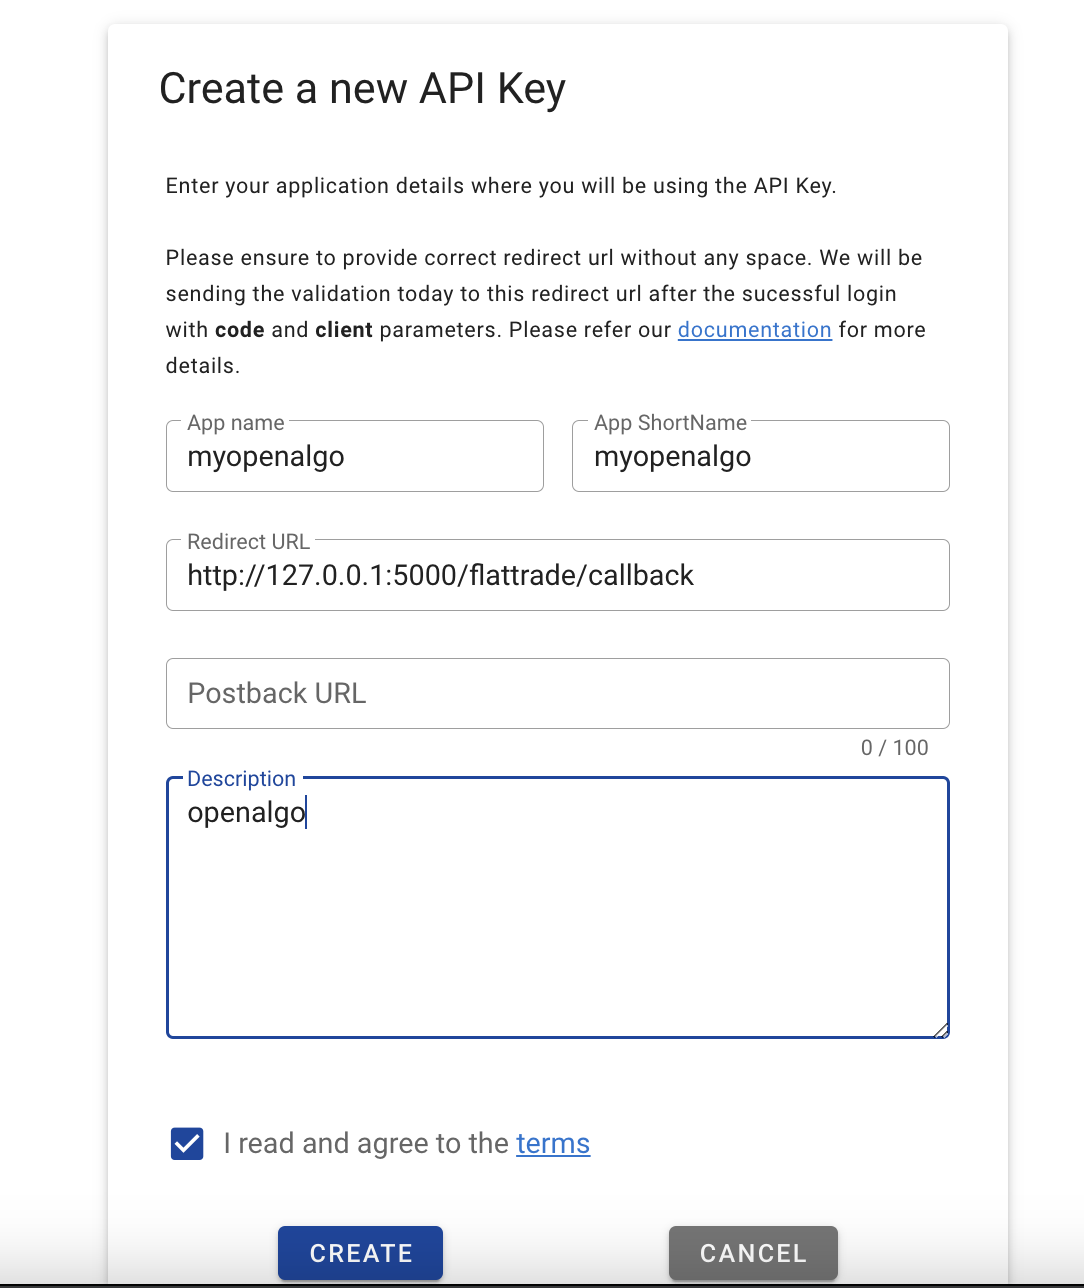 Create a new API Key
Enter your application details where you will be using the API Key.
Please ensure to provide correct redirect url without any space. We will be
sending the validation today to this redirect url after the sucessful login
with code and client parameters. Please refer our documentation for more
details.
App name
myopenalgo
App ShortName
myopenalgo
Redirect URL
http://127.0.0.1:5000/flattrade/callback
Postback URL
0 / 100
Description
openalgo
I read and agree to the terms
CREATE
CANCEL